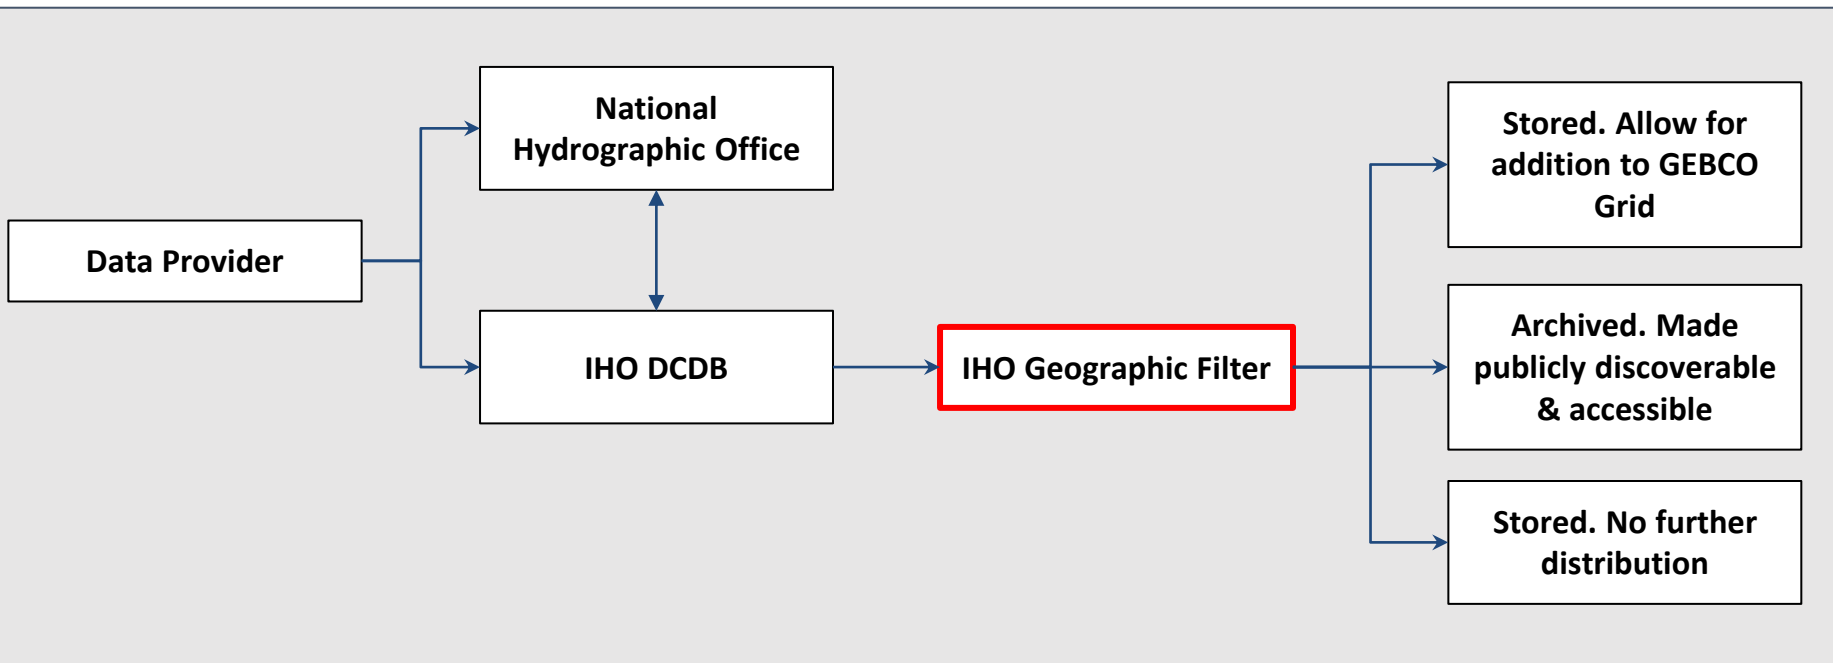 Data Provider
National
Hydrographic Office
IHO DCDB
IHO Geographic Filter
Stored. Allow for
addition to GEBCO
Grid
Archived. Made
publicly discoverable
& accessible
Stored. No further
distribution